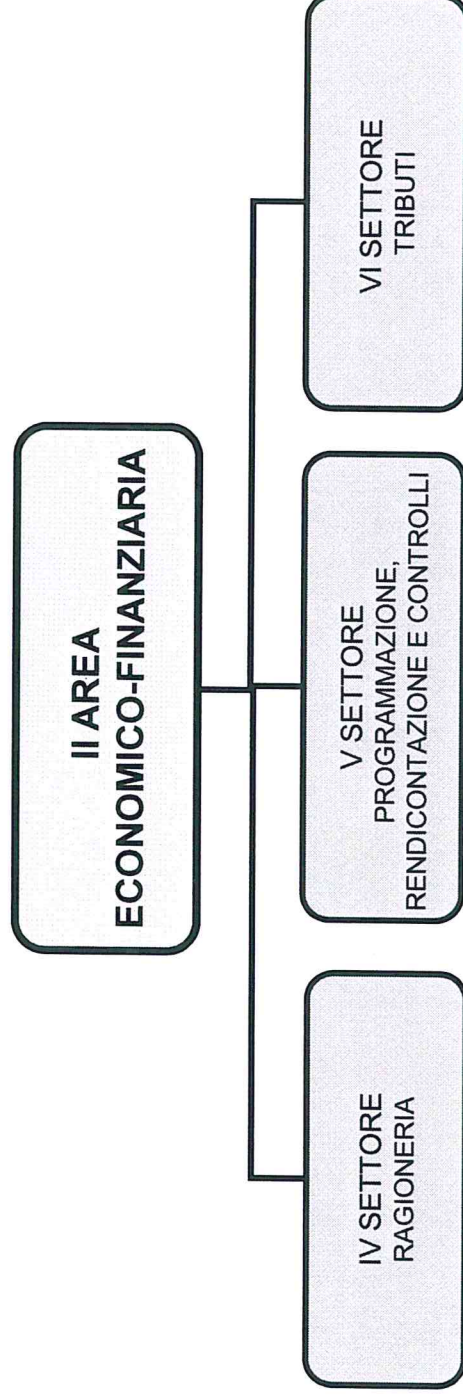 II AREA
ECONOMICO-FINANZIARIA
IV SETTORE
RAGIONERIA
V SETTORE
PROGRAMMAZIONE,
RENDICONTAZIONE E CONTROLLI
VI SETTORE
TRIBUTI